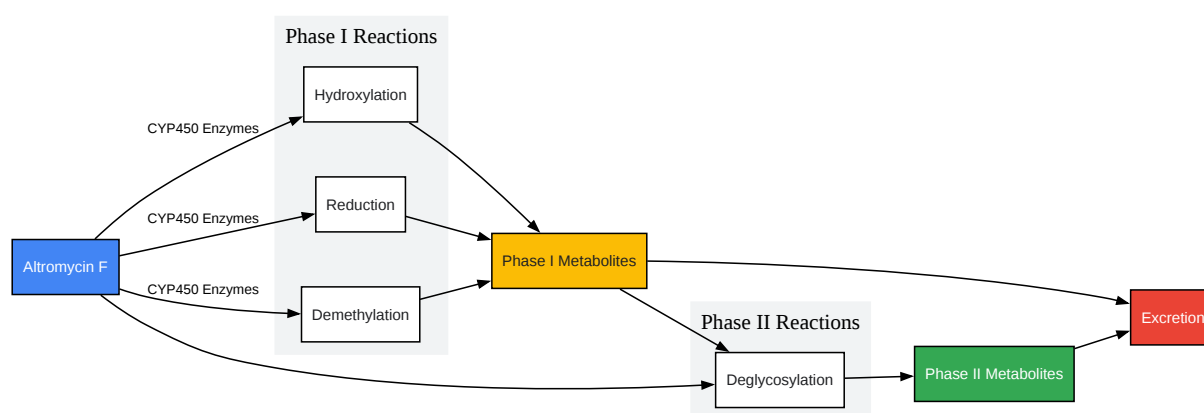 Phase I Reactions
Hydroxylation
CYP450 Enzymes
Reduction
CYP450 Enzymes
Altromycin F
Phase I Metabolites
CYP450 Enzymes
Demethylation
Phase II Reactions
Excretion
Deglycosylation
Phase II Metabolites